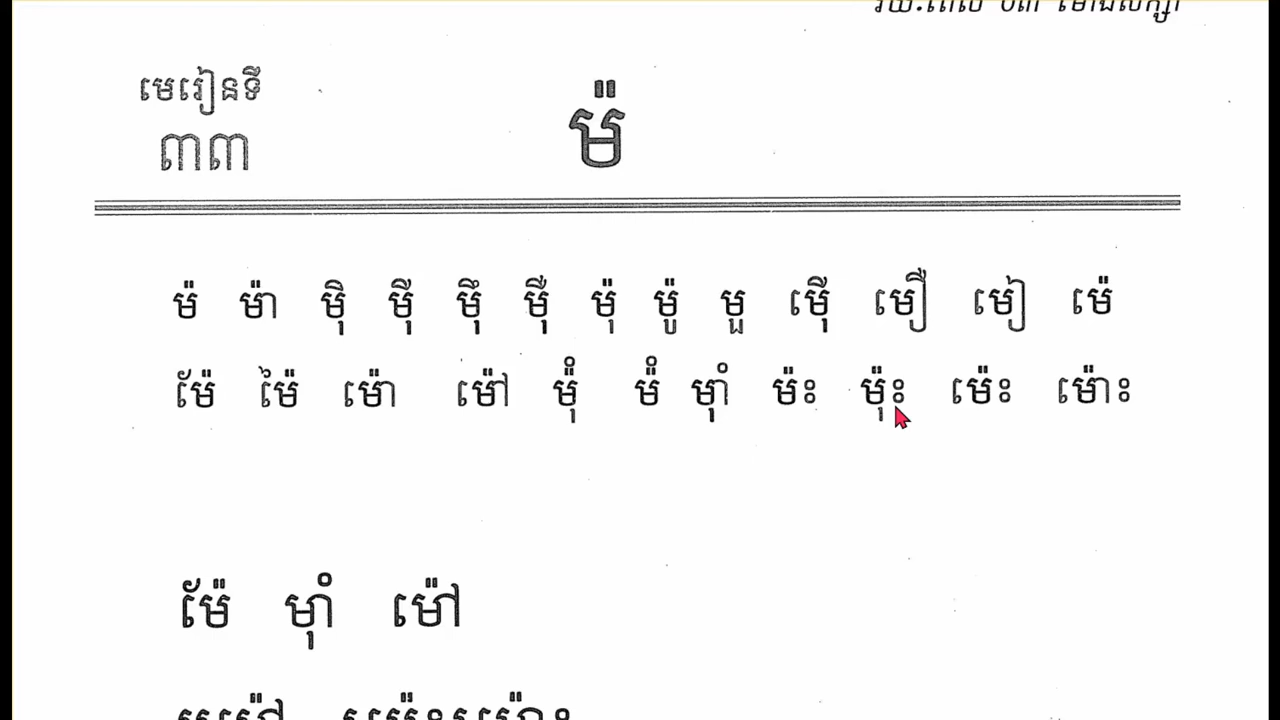 មេរៀនទី
៣៣
ម៉
ម៉ ម៉ា ម៉ិ ម៉ី ម៉ឹ ម៉ឺ ម៉ុ ម៉ូ មួ ម៉ើ មឿ មៀ ម៉េ
ម៉ែ ម៉ៃ ម៉ោ ម៉ៅ ម៉ុំ ម៉ំ ម៉ាំ ម៉ះ ម៉ុះ ម៉េះ ម៉ោះ
ម៉ែ ម៉ាំ ម៉ៅ